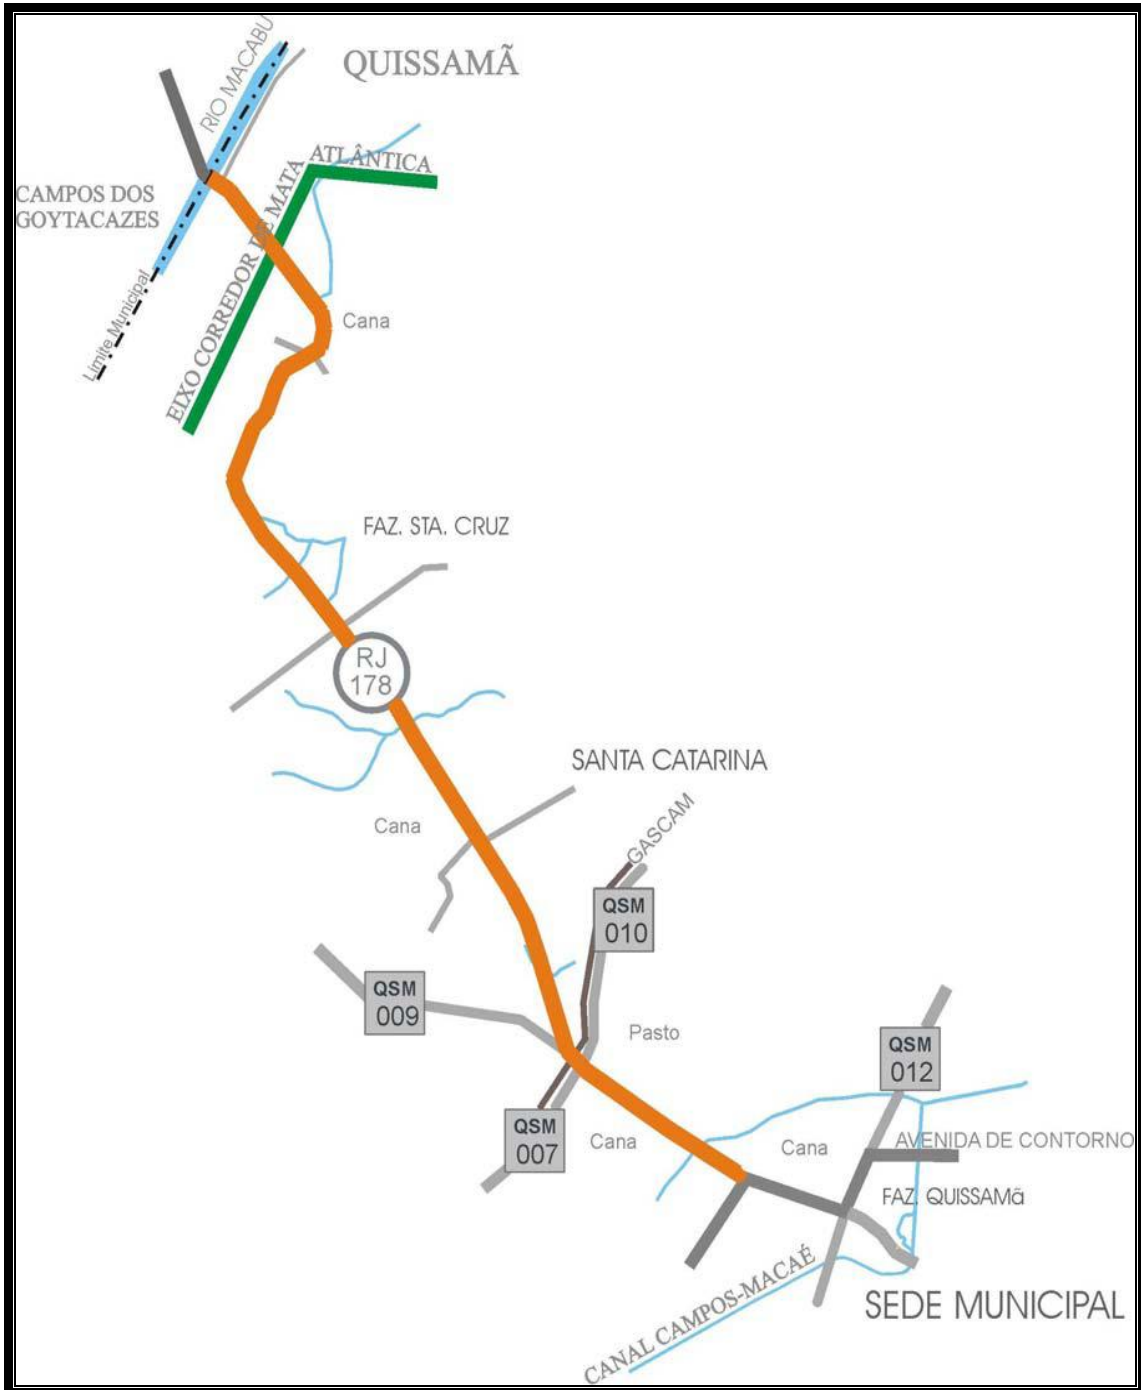 QUISSAMÃ
RIO MACABU
ATLÂNTICA
CAMPOS DOS
GOYTACAZES
EIXO CORREDOR DE MATA
Limite Municipal
Cana
FAZ. STA. CRUZ
RJ
178
SANTA CATARINA
Cana
GASCAM
QSM
010
QSM
009
Pasto
QSM
012
QSM
007
Cana
Cana
AVENIDA DE CONTORNO
FAZ. QUISSAMã
CANAL CAMPOS-MACAÉ
SEDE MUNICIPAL